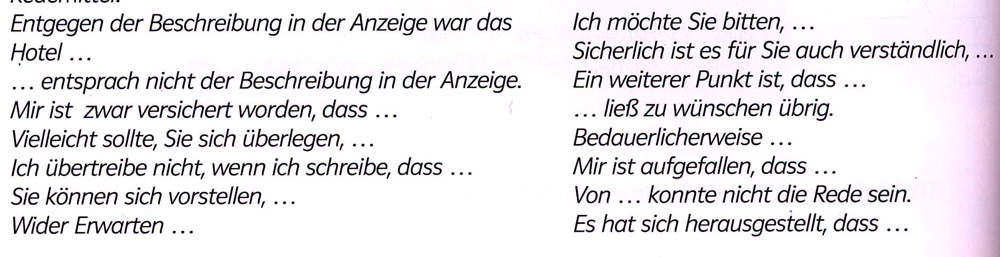 Redemittel:
Entgegen der Beschreibung in der Anzeige war das
Hotel …
… entsprach nicht der Beschreibung in der Anzeige.
Mir ist zwar versichert worden, dass …
Vielleicht sollte, Sie sich überlegen, …
Ich übertreibe nicht, wenn ich schreibe, dass …
Sie können sich vorstellen, …
Wider Erwarten …
Ich möchte Sie bitten, …
Sicherlich ist es für Sie auch verständlich, …
Ein weiterer Punkt ist, dass …
… ließ zu wünschen übrig.
Bedauerlicherweise …
Mir ist aufgefallen, dass …
Von … konnte nicht die Rede sein.
Es hat sich herausgestellt, dass …